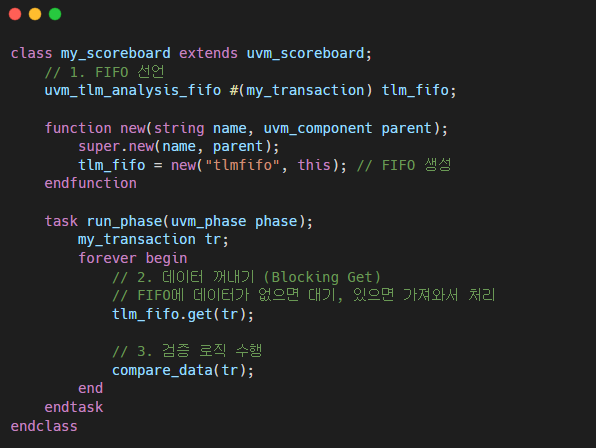 class my_scoreboard extends uvm_scoreboard;
    // 1. FIFO 선언
    uvm_tlm_analysis_fifo #(my_transaction) tlm_fifo;

    function new(string name, uvm_component parent);
        super.new(name, parent);
        tlm_fifo = new("tlmfifo", this); // FIFO 생성
    endfunction

    task run_phase(uvm_phase phase);
        my_transaction tr;
        forever begin
            // 2. 데이터 꺼내기 (Blocking Get)
            // FIFO에 데이터가 없으면 대기, 있으면 가져와서 처리
            tlm_fifo.get(tr);

            // 3. 검증 로직 수행
            compare_data(tr);
        end
    endtask
endclass